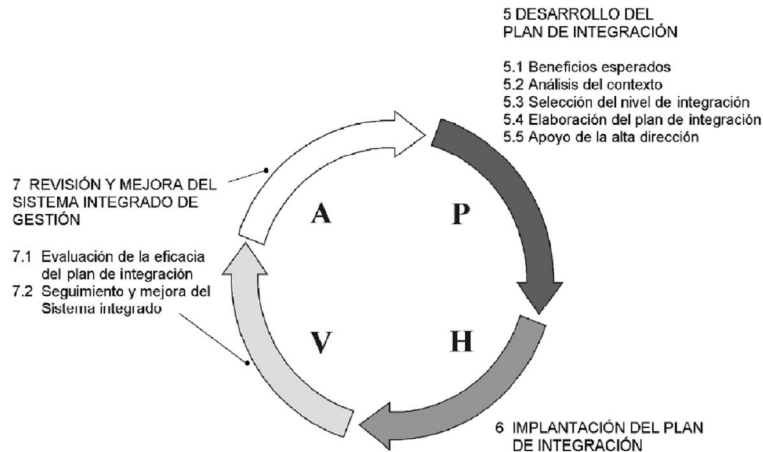 5 DESARROLLO DEL
PLAN DE INTEGRACIÓN
5.1 Beneficios esperados
5.2 Análisis del contexto
5.3 Selección del nivel de integración
5.4 Elaboración del plan de integración
5.5 Apoyo de la alta dirección
7 REVISIÓN Y MEJORA DEL
SISTEMA INTEGRADO DE
GESTIÓN
7.1 Evaluación de la eficacia
del plan de integración
7.2 Seguimiento y mejora del
Sistema integrado
A
P
V
H
6 IMPLANTACIÓN DEL PLAN
DE INTEGRACIÓN